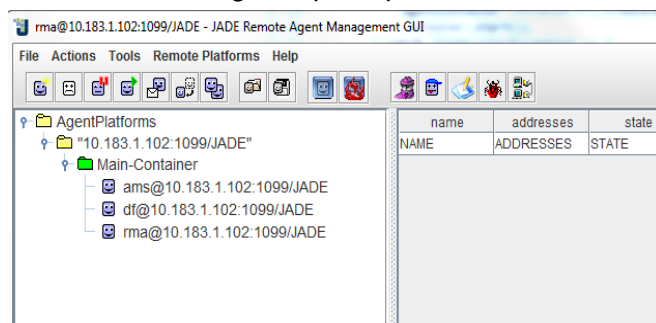 rma@10.183.1.102:1099/JADE - JADE Remote Agent Management GUI
File Actions Tools Remote Platforms Help
AgentPlatforms
"10.183.1.102:1099/JADE"
Main-Container
ams@10.183.1.102:1099/JADE
df@10.183.1.102:1099/JADE
rma@10.183.1.102:1099/JADE
name addresses state
NAME ADDRESSES STATE